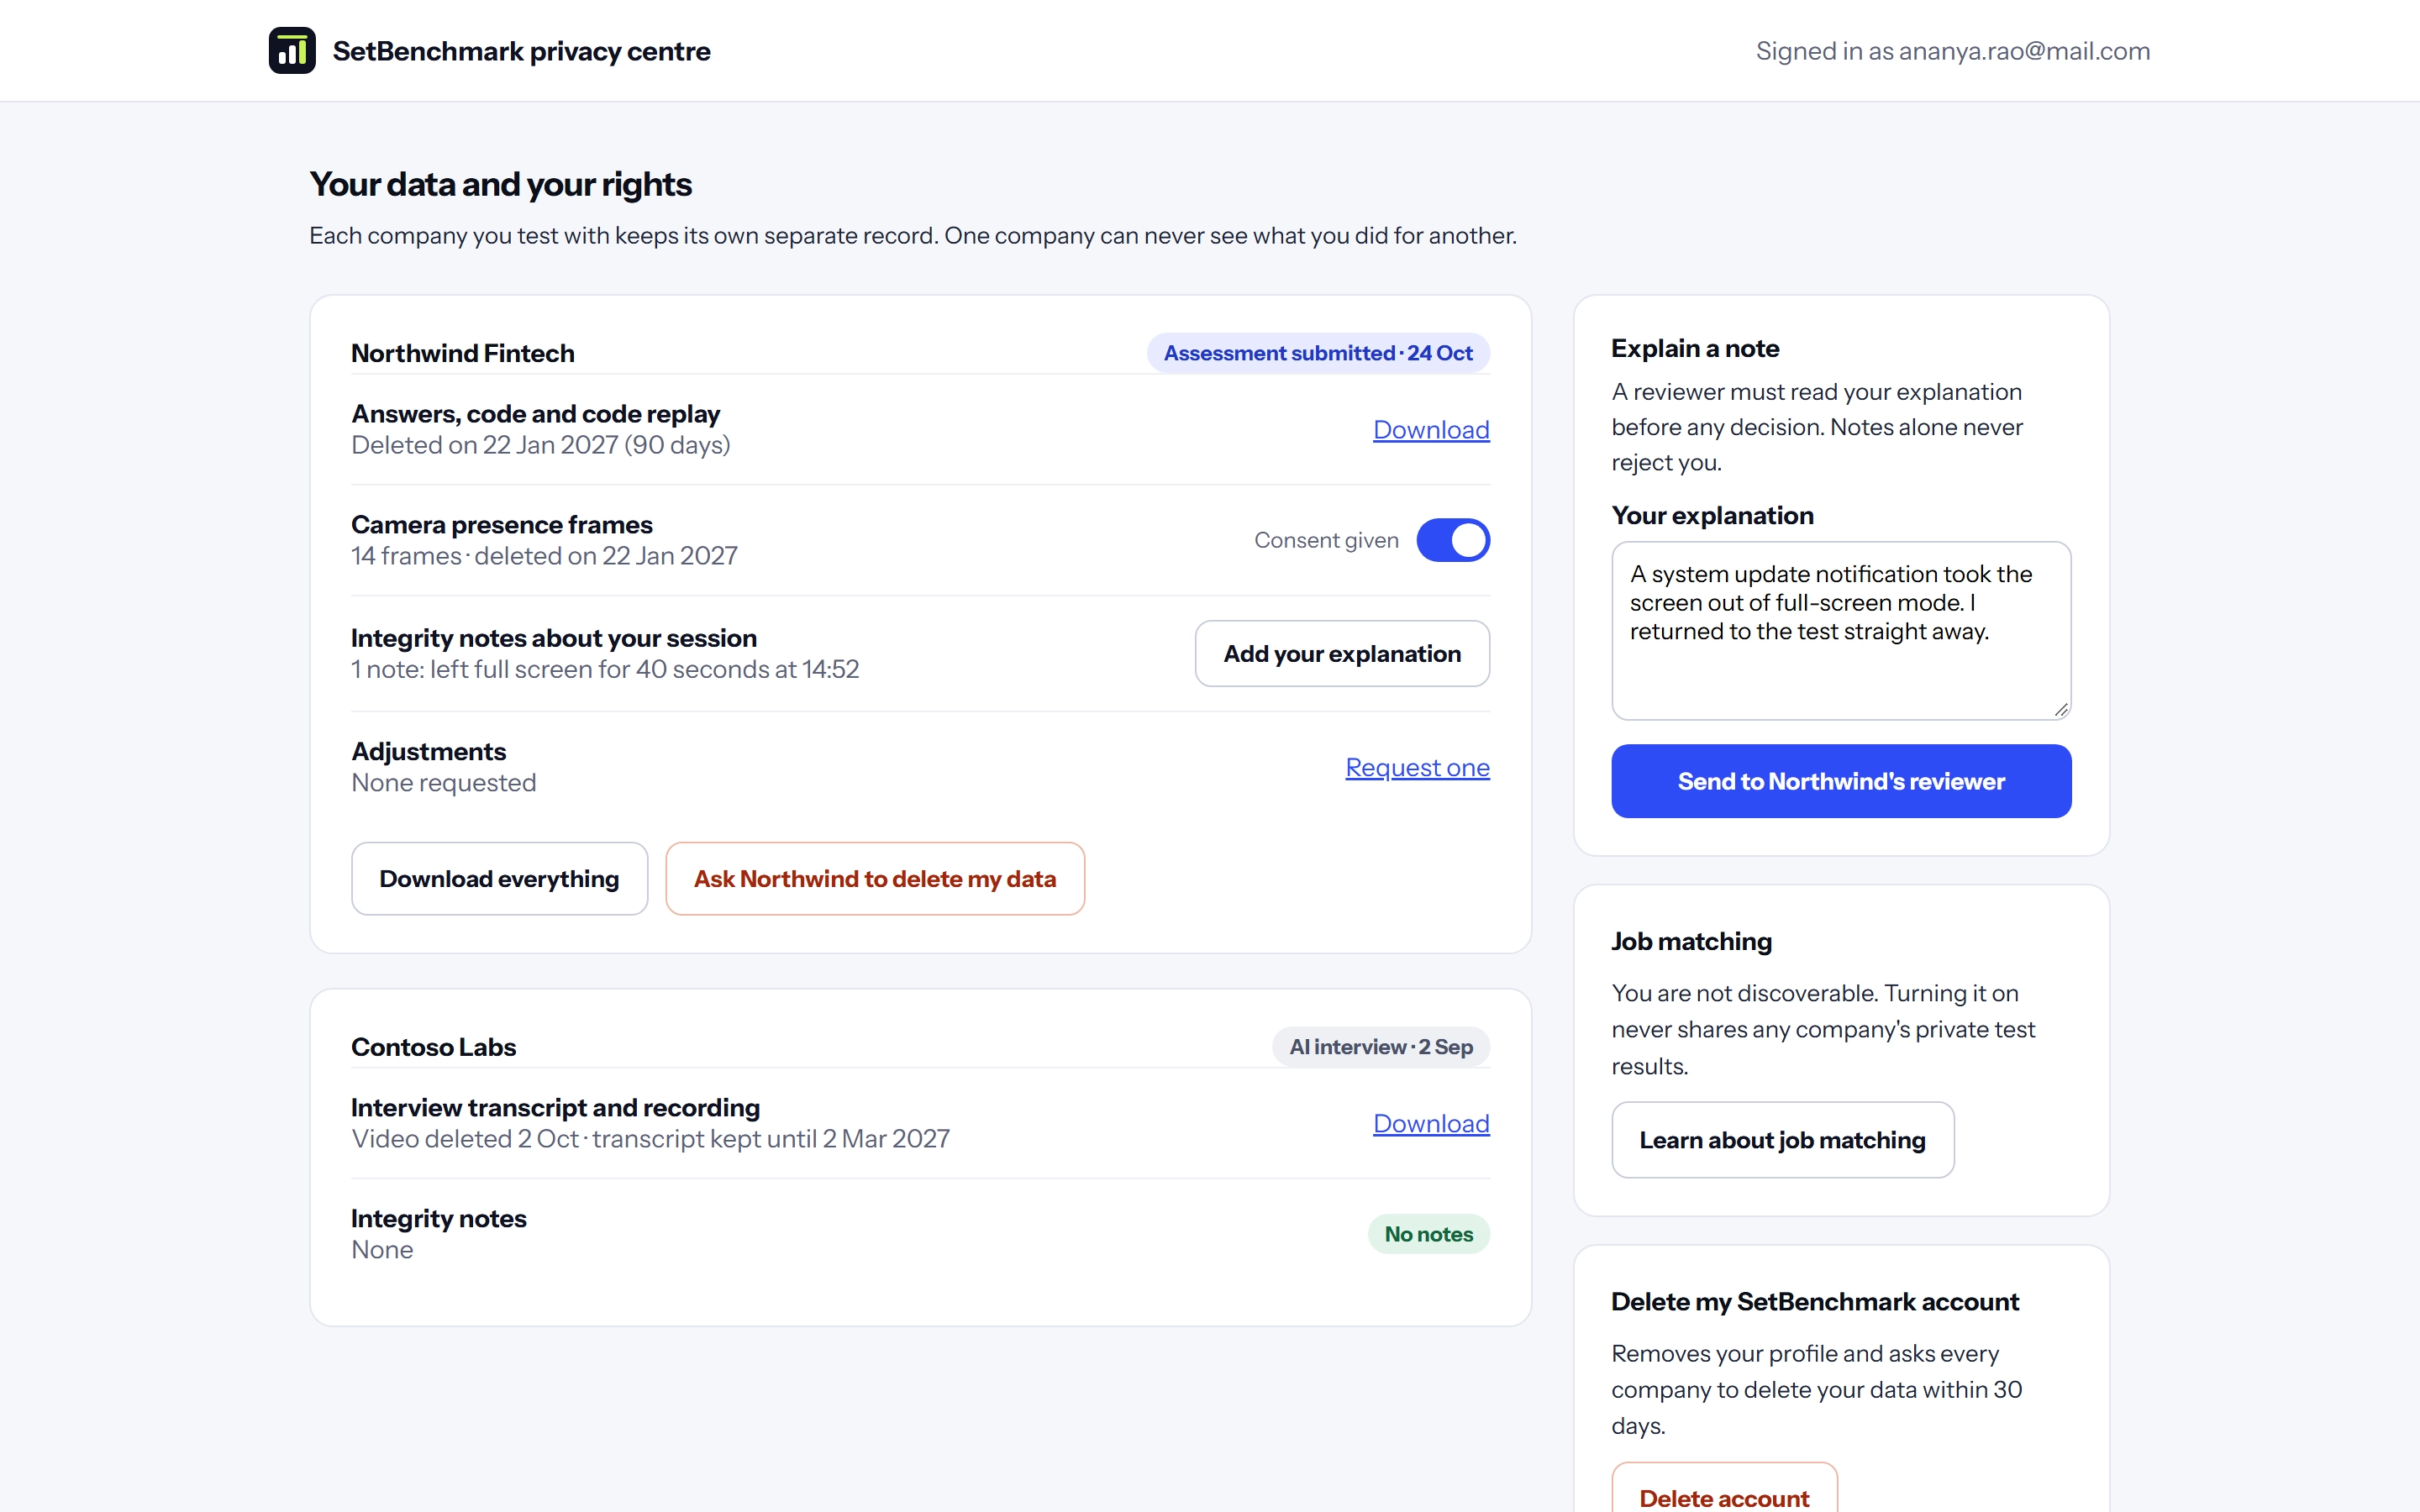 SetBenchmark privacy centre
Signed in as ananya.rao@mail.com
Your data and your rights
Each company you test with keeps its own separate record. One company can never see what you did for another.
Northwind Fintech
Assessment submitted · 24 Oct
Answers, code and code replay
Deleted on 22 Jan 2027 (90 days)
Download
Camera presence frames
14 frames · deleted on 22 Jan 2027
Consent given
Integrity notes about your session
1 note: left full screen for 40 seconds at 14:52
Add your explanation
Adjustments
None requested
Request one
Download everything
Ask Northwind to delete my data
Contoso Labs
AI interview · 2 Sep
Interview transcript and recording
Video deleted 2 Oct · transcript kept until 2 Mar 2027
Download
Integrity notes
None
No notes
Explain a note
A reviewer must read your explanation
before any decision. Notes alone never
reject you.
Your explanation
A system update notification took the
screen out of full-screen mode. I
returned to the test straight away.
Send to Northwind's reviewer
Job matching
You are not discoverable. Turning it on
never shares any company's private test
results.
Learn about job matching
Delete my SetBenchmark account
Removes your profile and asks every
company to delete your data within 30
days.
Delete account